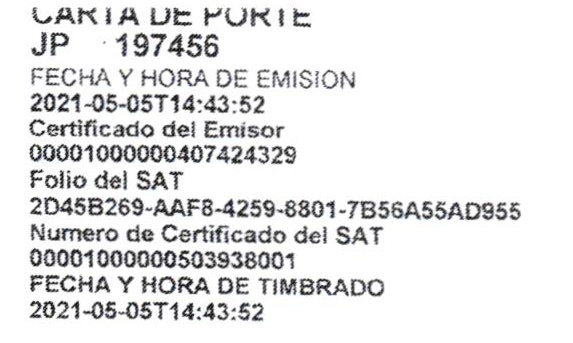 CARTA DE PORTE
JP 197456
FECHA Y HORA DE EMISION
2021-05-05T14:43:52
Certificado del Emisor
00001000000407424329
Folio del SAT
2D45B269-AAF8-4259-8801-7B56A55AD955
Numero de Certificado del SAT
00001000000503938001
FECHA Y HORA DE TIMBRADO
2021-05-05T14:43:52